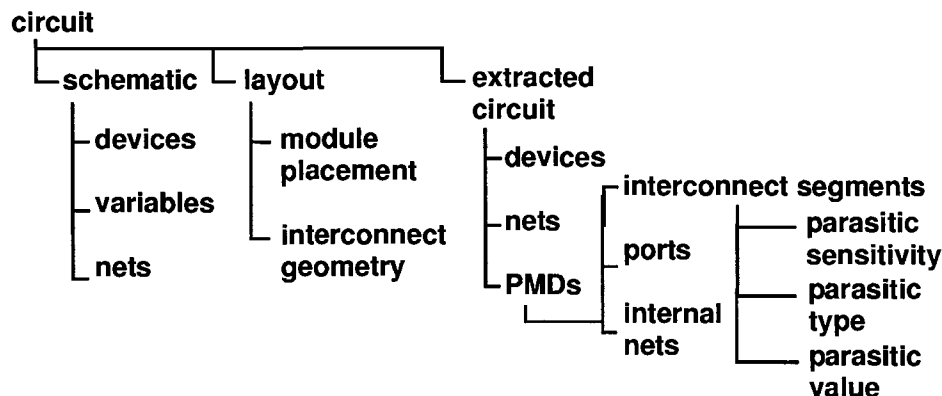 circuit
schematic
devices
variables
nets
layout
module
placement
interconnect
geometry
extracted
circuit
devices
nets
PMDs
interconnect segments
ports
internal
nets
parasitic
sensitivity
parasitic
type
parasitic
value